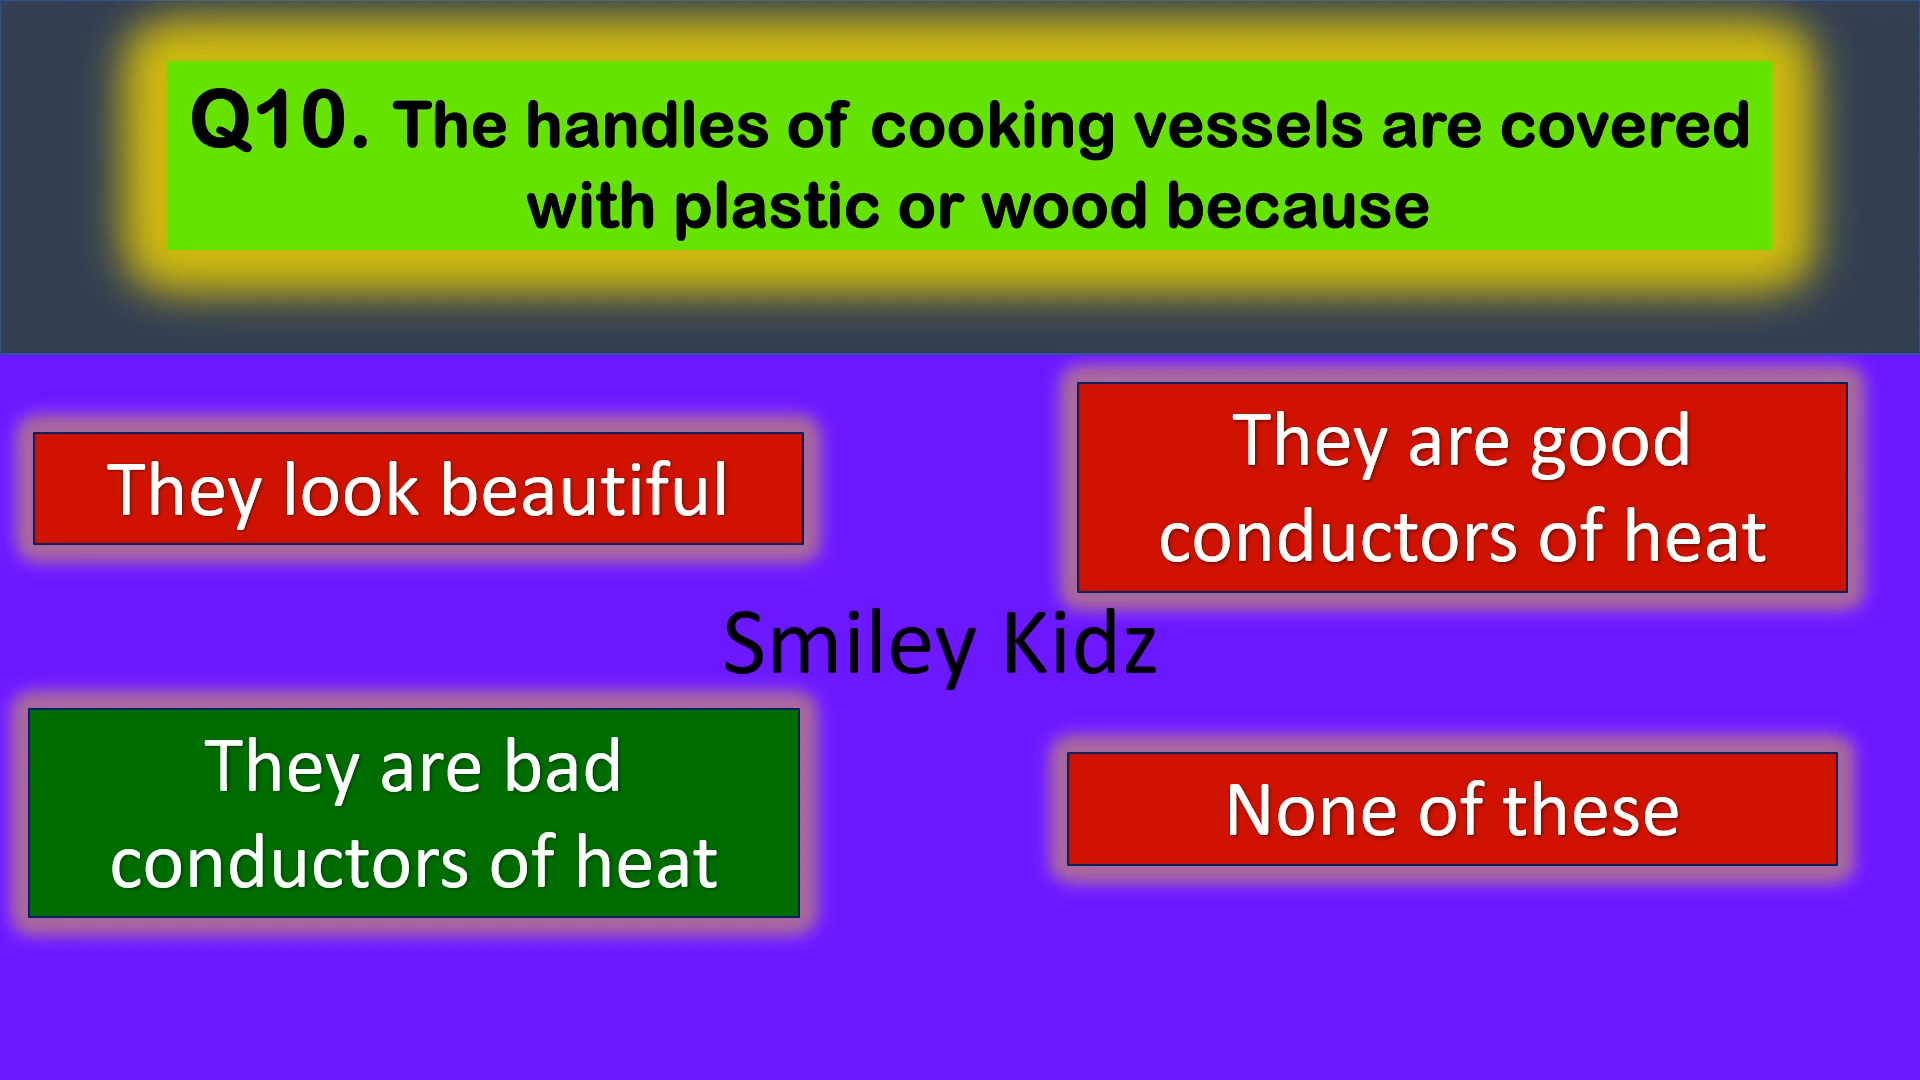 Q10. The handles of cooking vessels are covered
with plastic or wood because
They look beautiful
They are good
conductors of heat
Smiley Kidz
They are bad
conductors of heat
None of these